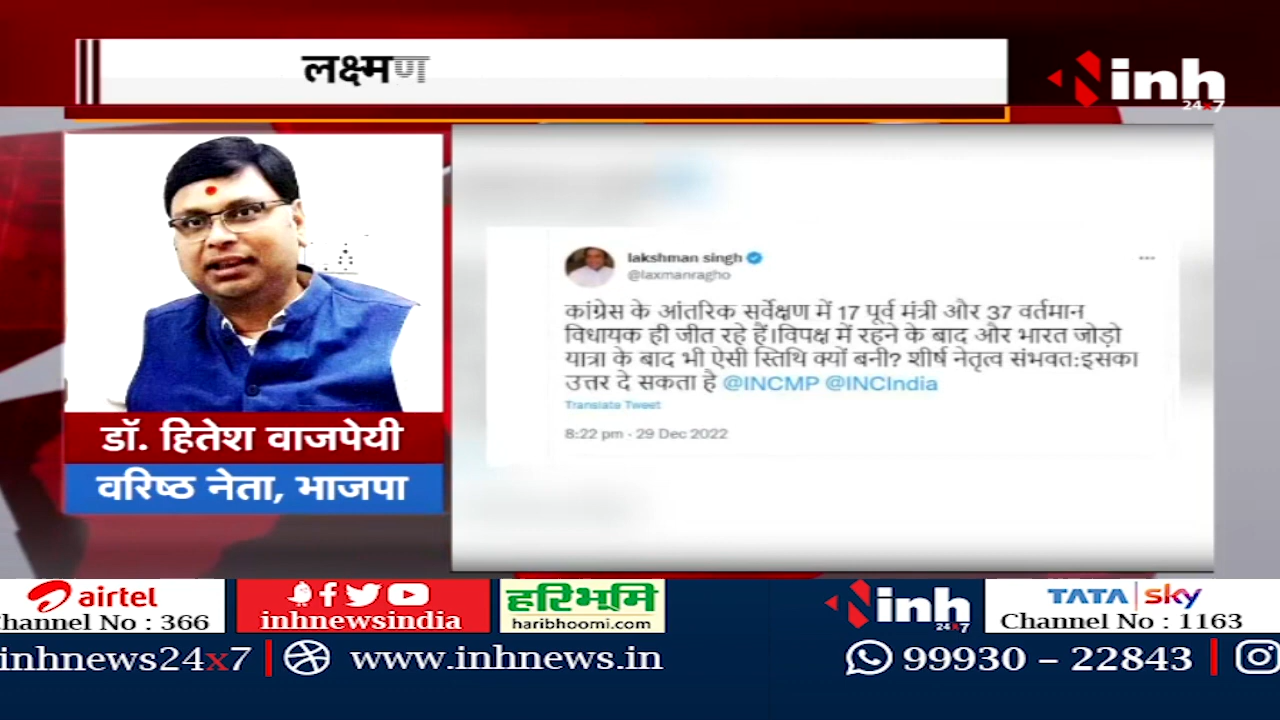 लक्ष्मण
inh
24x7
lakshman singh
@laxmanragho
कांग्रेस के आंतरिक सर्वेक्षण में 17 पूर्व मंत्री और 37 वर्तमान
विधायक ही जीत रहे हैं।विपक्ष में रहने के बाद और भारत जोड़ो
यात्रा के बाद भी ऐसी स्तिथि क्यों बनी? शीर्ष नेतृत्व संभवत:इसका
उत्तर दे सकता है @INCMP @INCIndia
Translate Tweet
8:22 pm · 29 Dec 2022
डॉ. हितेश वाजपेयी
वरिष्ठ नेता, भाजपा
airtel
Channel No : 366
inhnewsindia
हरिभूमि
haribhoomi.com
inh
24x7
TATA sky
Channel No : 1163
inhnews24x7
www.inhnews.in
99930 – 22843